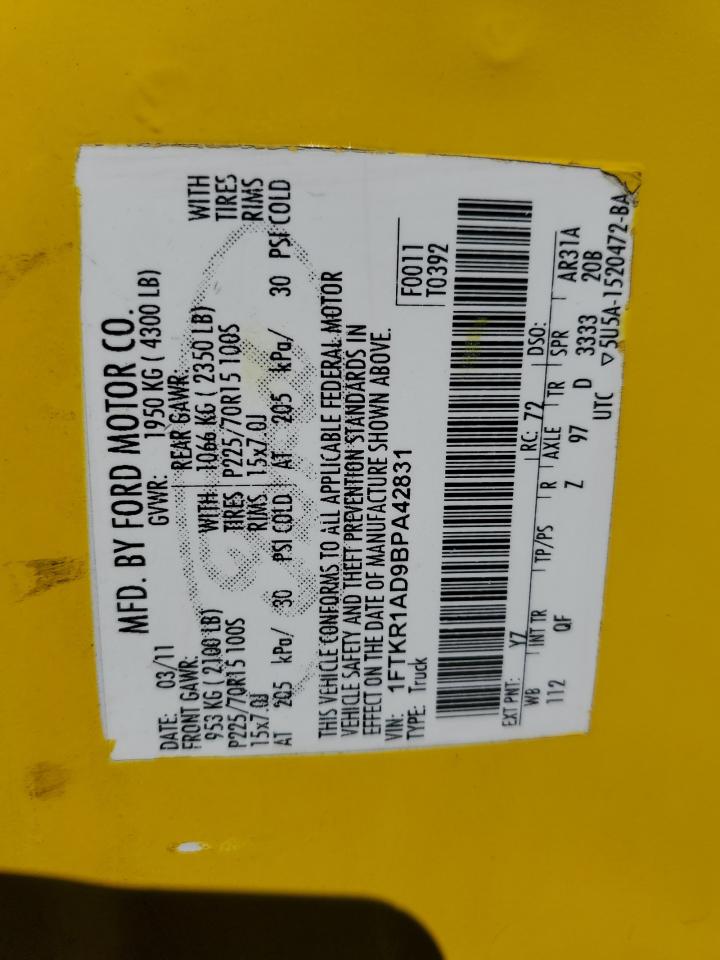 MFD. BY FORD MOTOR CO.
DATE: 03/11 GVWR: 1950 KG ( 4300 LB)
FRONT GAWR: REAR GAWR:
953 KG ( 2100 LB) WITH 1066 KG ( 2350 LB) WITH
P225/70R15 100S TIRES P225/70R15 100S TIRES
15x7.0J RIMS 15x7.0J RIMS
AT 205 kPa/ 30 PSI COLD AT 205 kPa/ 30 PSI COLD
THIS VEHICLE CONFORMS TO ALL APPLICABLE FEDERAL MOTOR
VEHICLE SAFETY AND THEFT PREVENTION STANDARDS IN
EFFECT ON THE DATE OF MANUFACTURE SHOWN ABOVE.
VIN: 1FTKR1AD9BPA42831 F0011
TYPE: Truck T0392
EXT PNT: YZ RC: 72 DSO:
WB INT TR TP/PS R AXLE TR SPR AR31A
112 QF Z 97 D 3333 20B
UTC ▽5U5A-1520472-BA